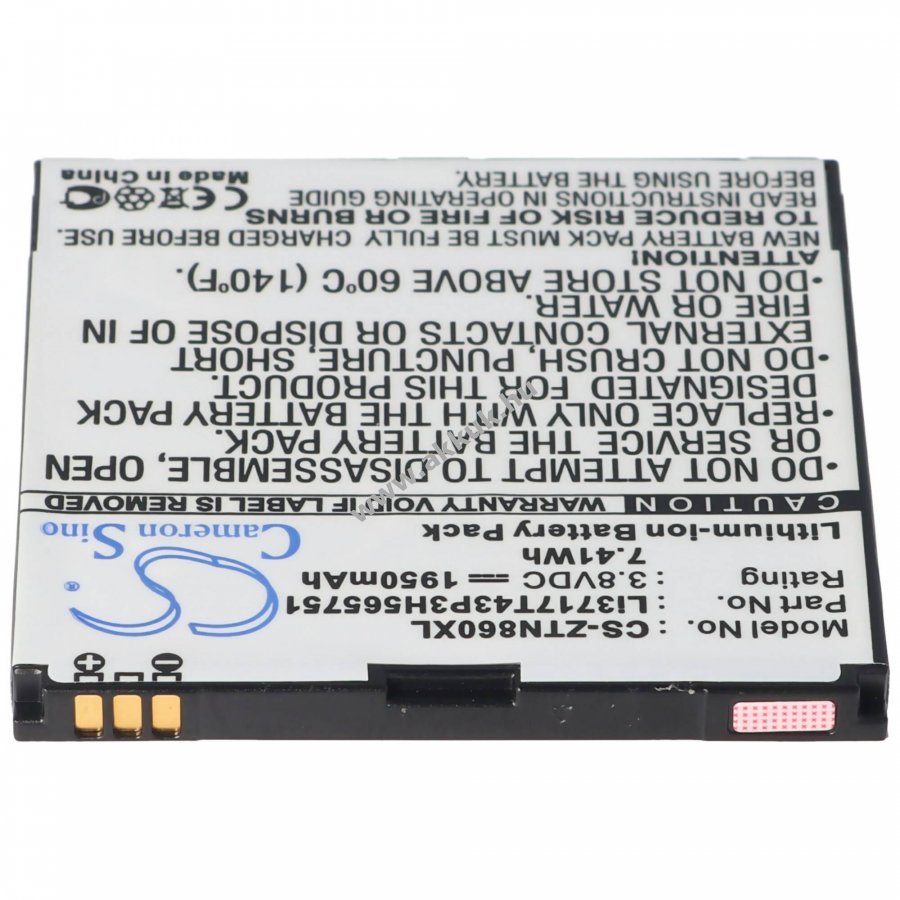 Model No.: CS-ZTN860XL
Part No.: Li3717T43P3H565751
3.8VDC 1950mAh
7.41Wh
Lithium-ion Battery Pack
CS
Cameron Sino
CAUTION WARRANTY VOID IF LABEL IS REMOVED
•DO NOT ATTEMPT TO DISASSEMBLE, OPEN
OR SERVICE THE BATTERY PACK
•REPLACE ONLY WITH THE BATTERY PACK
DESIGNATED FOR THIS PRODUCT.
•DO NOT CRUSH, PUNCTURE, SHORT
EXTERNAL CONTACTS OR DISPOSE OF IN
FIRE OR WATER.
•DO NOT STORE ABOVE 60°C (140°F).
ATTENTION!
NEW BATTERY PACK MUST BE FULLY CHARGED BEFORE USE.
TO REDUCE RISK OF FIRE OR BURNS
READ INSTRUCTIONS IN OPERATING GUIDE
BEFORE USING THE BATTERY.
CE
Made In China
www.akkuk.hu